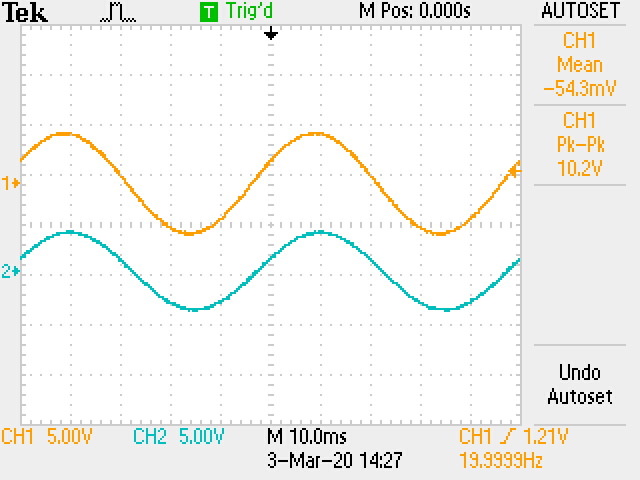 Tek T Trig'd M Pos: 0.000s AUTOSET
CH1
Mean
-54.3mV
CH1
Pk-Pk
10.2V
1
2
Undo
Autoset
CH1 5.00V CH2 5.00V M 10.0ms CH1 1.21V
3-Mar-20 14:27 19.9999Hz